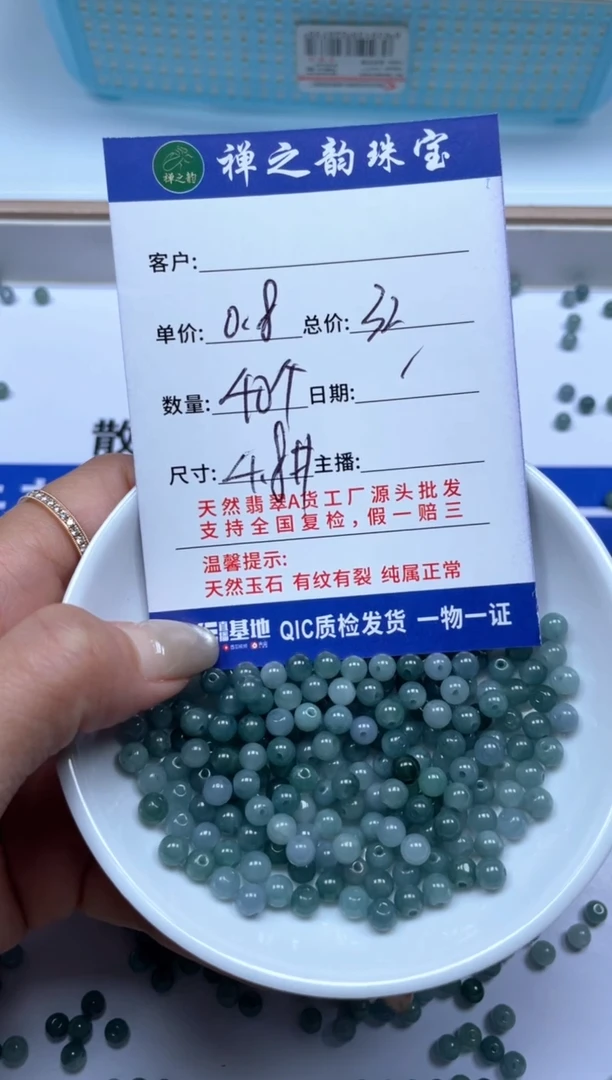 禅之韵
禅之韵珠宝
客户:
单价: 0.8 总价: 32
数量: 40个 日期: /
散
尺寸: 4.8# 主播:
天然翡翠A货工厂源头批发
支持全国复检,假一赔三
温馨提示:
天然玉石 有纹有裂 纯属正常
基地 QIC质检发货 一物一证